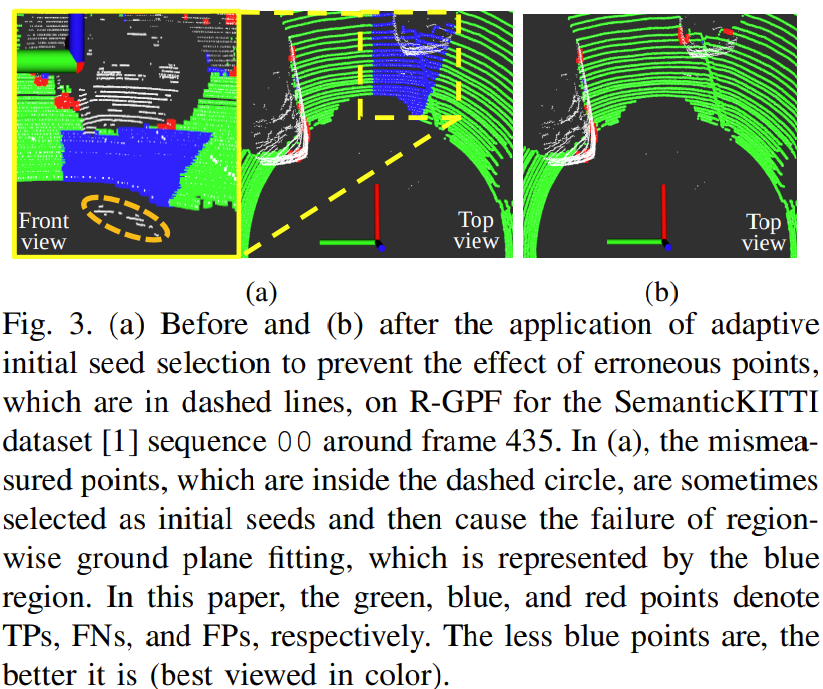 Front
view
Top
view
Top
view
(a)
(b)
Fig. 3. (a) Before and (b) after the application of adaptive
initial seed selection to prevent the effect of erroneous points,
which are in dashed lines, on R-GPF for the SemanticKITTI
dataset [1] sequence 00 around frame 435. In (a), the mismea-
sured points, which are inside the dashed circle, are sometimes
selected as initial seeds and then cause the failure of region-
wise ground plane fitting, which is represented by the blue
region. In this paper, the green, blue, and red points denote
TPs, FNs, and FPs, respectively. The less blue points are, the
better it is (best viewed in color).